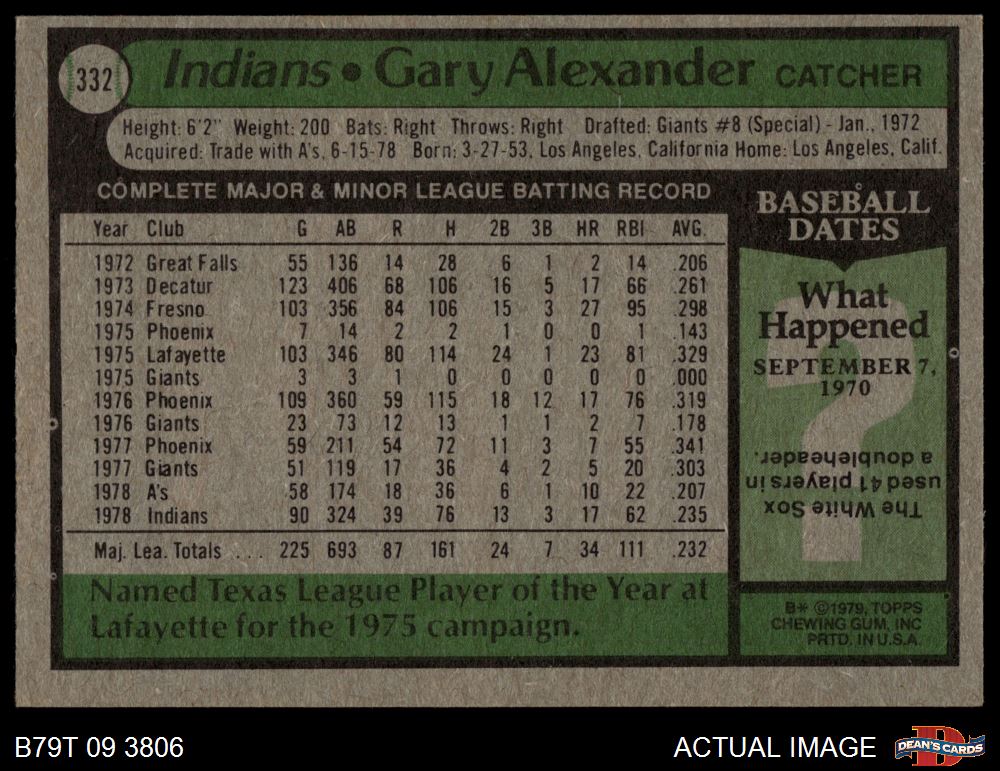 332
Indians • Gary Alexander CATCHER
Height: 6'2" Weight: 200 Bats: Right Throws: Right Drafted: Giants #8 (Special) - Jan., 1972
Acquired: Trade with A's, 6-15-78 Born: 3-27-53, Los Angeles, California Home: Los Angeles, Calif.
COMPLETE MAJOR & MINOR LEAGUE BATTING RECORD
Year Club G AB R H 2B 3B HR RBI AVG.
1972 Great Falls 55 136 14 28 6 1 2 14 .206
1973 Decatur 123 406 68 106 16 5 17 66 .261
1974 Fresno 103 356 84 106 15 3 27 95 .298
1975 Phoenix 7 14 2 2 1 0 0 1 .143
1975 Lafayette 103 346 80 114 24 1 23 81 .329
1975 Giants 3 3 1 0 0 0 0 0 .000
1976 Phoenix 109 360 59 115 18 12 17 76 .319
1976 Giants 23 73 12 13 1 1 2 7 .178
1977 Phoenix 59 211 54 72 11 3 7 55 .341
1977 Giants 51 119 17 36 4 2 5 20 .303
1978 A's 58 174 18 36 6 1 10 22 .207
1978 Indians 90 324 39 76 13 3 17 62 .235
Maj. Lea. Totals . . . 225 693 87 161 24 7 34 111 .232
Named Texas League Player of the Year at
Lafayette for the 1975 campaign.
BASEBALL
DATES
What
Happened
SEPTEMBER 7,
1970
?
The White Sox
used 41 players in
a doubleheader.
B* ©1979, TOPPS
CHEWING GUM, INC
PRTD. IN U.S.A.
B79T 09 3806
ACTUAL IMAGE
D
DEAN'S CARDS